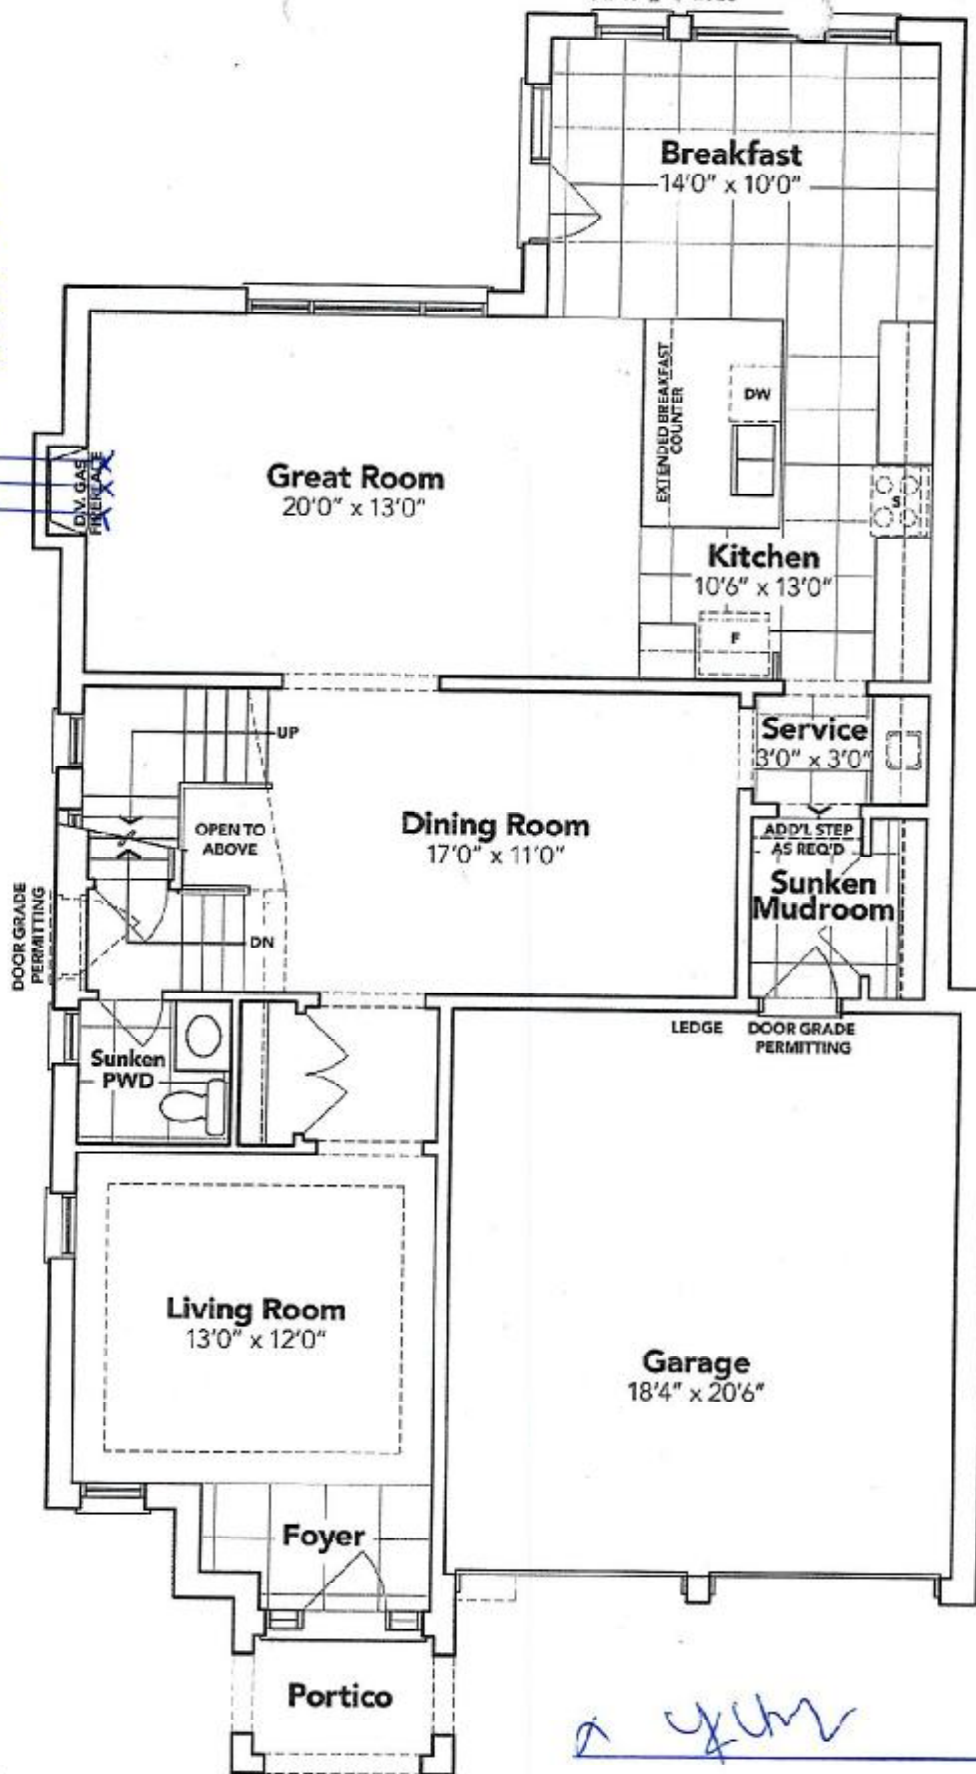 Breakfast
14'0" x 10'0"
EXTENDED BREAKFAST
COUNTER
DW
D.V. GAS
FIREPLACE
Great Room
20'0" x 13'0"
S
Kitchen
10'6" x 13'0"
F
UP
Service
3'0" x 3'0"
OPEN TO
ABOVE
Dining Room
17'0" x 11'0"
ADD'L STEP
AS REQ'D
Sunken
Mudroom
DOOR GRADE
PERMITTING
DN
LEDGE
DOOR GRADE
PERMITTING
Sunken
PWD
Living Room
13'0" x 12'0"
Garage
18'4" x 20'6"
Foyer
Portico